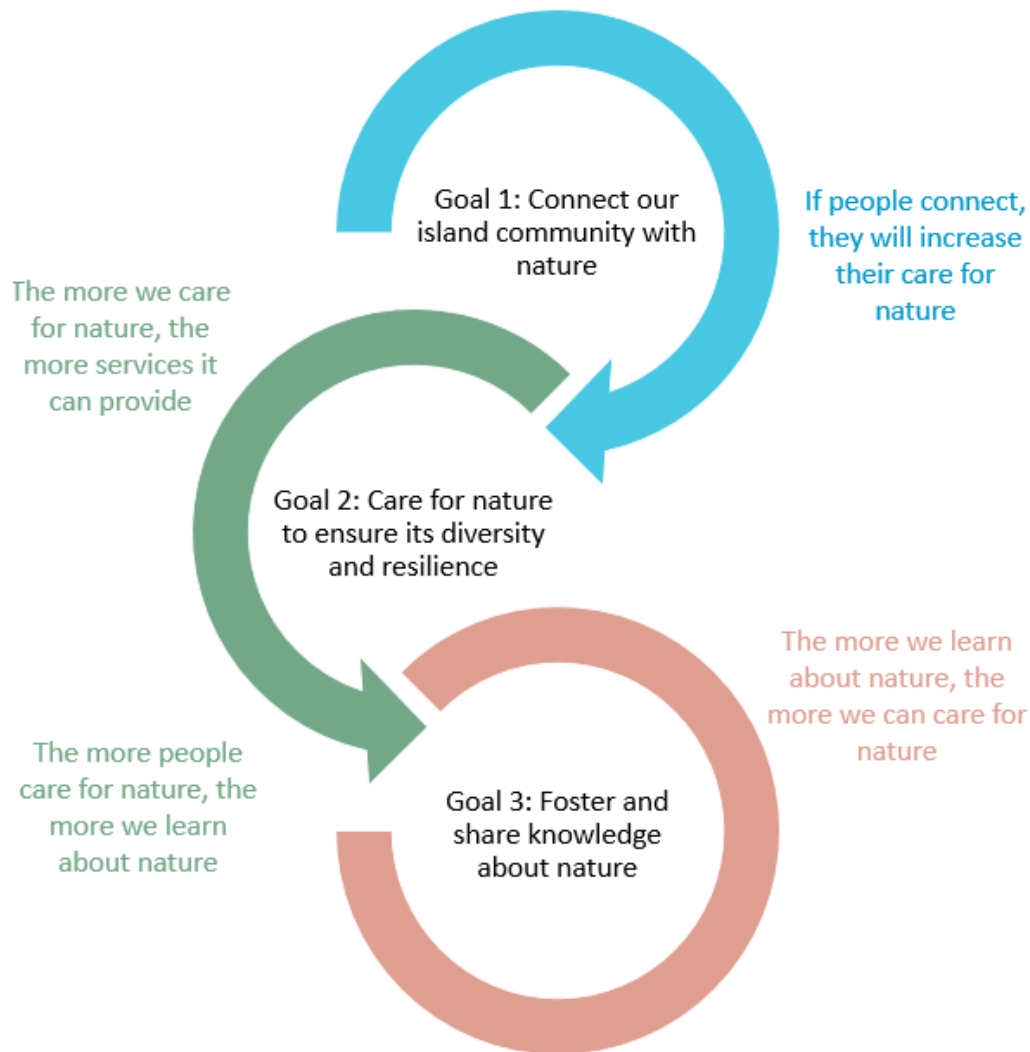 Goal 1: Connect our
island community with
nature
If people connect,
they will increase
their care for
nature
The more we care
for nature, the
more services it
can provide
Goal 2: Care for nature
to ensure its diversity
and resilience
The more people
care for nature, the
more we learn
about nature
The more we learn
about nature, the
more we can care for
nature
Goal 3: Foster and
share knowledge
about nature